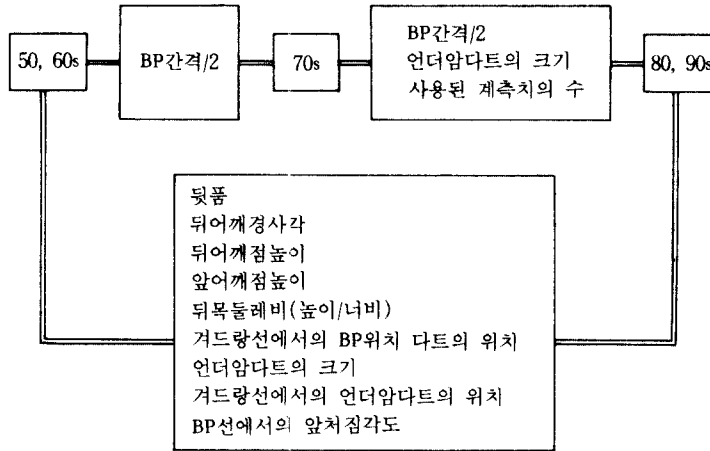 50, 60s
BP간격/2
70s
BP간격/2
언더암다트의 크기
사용된 계측치의 수
80, 90s
뒷품
뒤어깨경사각
뒤어깨점높이
앞어깨점높이
뒤목둘레비(높이/너비)
겨드랑선에서의 BP위치 다트의 위치
언더암다트의 크기
겨드랑선에서의 언더암다트의 위치
BP선에서의 앞처짐각도